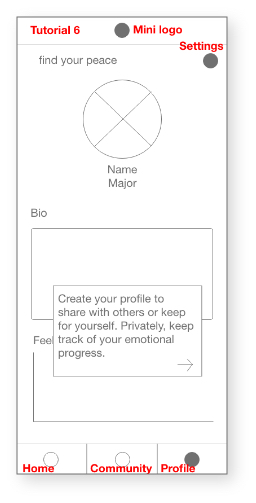 Tutorial 6
Mini logo
Settings
find your peace
Name
Major
Bio
Create your profile to
share with others or keep
for yourself. Privately, keep
track of your emotional
progress.
Feel
Home
Community
Profile